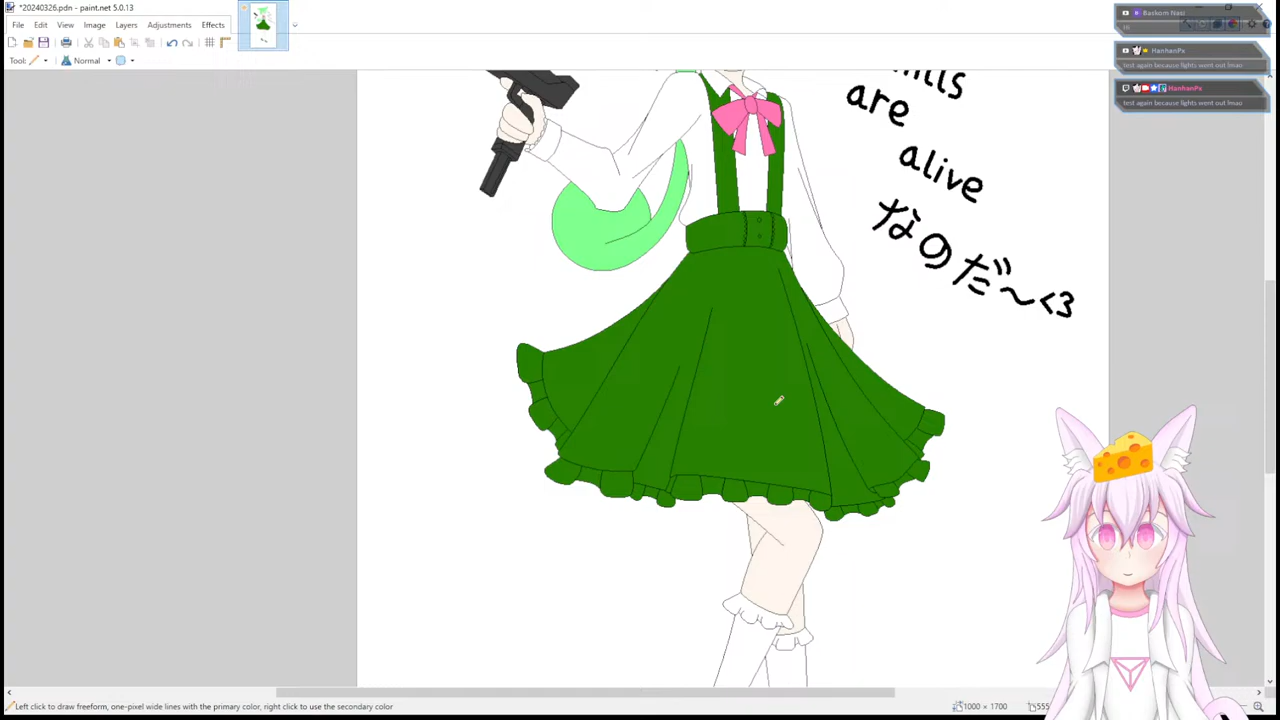 *20240326.pdn - paint.net 5.0.13
File Edit View Image Layers Adjustments Effects
Tool: Normal
Baskom Nasi
HanhanPx
test again because lights went out lmao
HanhanPx
test again because lights went out lmao
are
alive
なのだ〜<3
Left click to draw freeform, one-pixel wide lines with the primary color, right click to use the secondary color
1000 × 1700